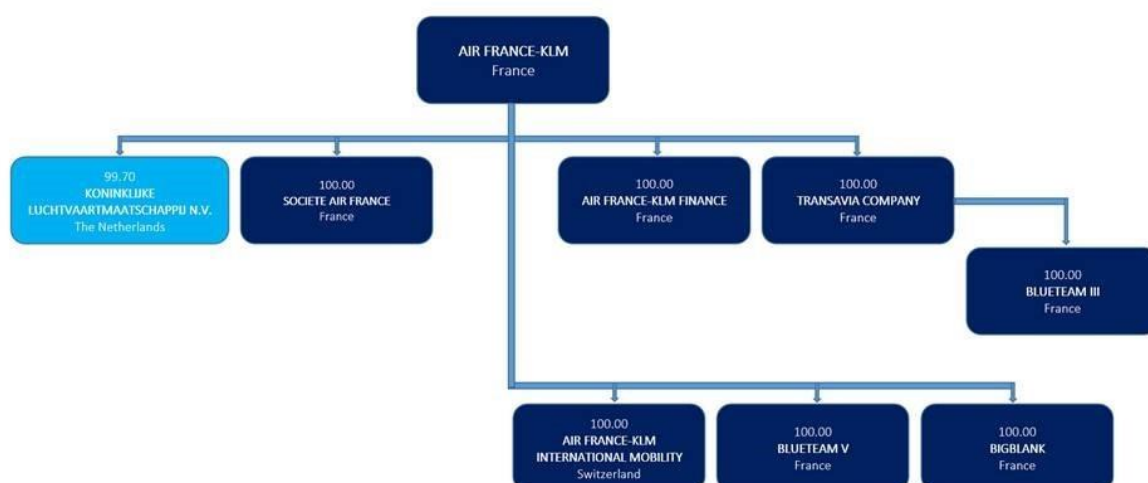 AIR FRANCE-KLM
France
99.70
KONINKLIJKE
LUCHTVAARTMAATSCHAPPIJ N.V.
The Netherlands
100.00
SOCIETE AIR FRANCE
France
100.00
AIR FRANCE-KLM FINANCE
France
100.00
TRANSAVIA COMPANY
France
100.00
BLUETEAM III
France
100.00
AIR FRANCE-KLM
INTERNATIONAL MOBILITY
Switzerland
100.00
BLUETEAM V
France
100.00
BIGBLANK
France